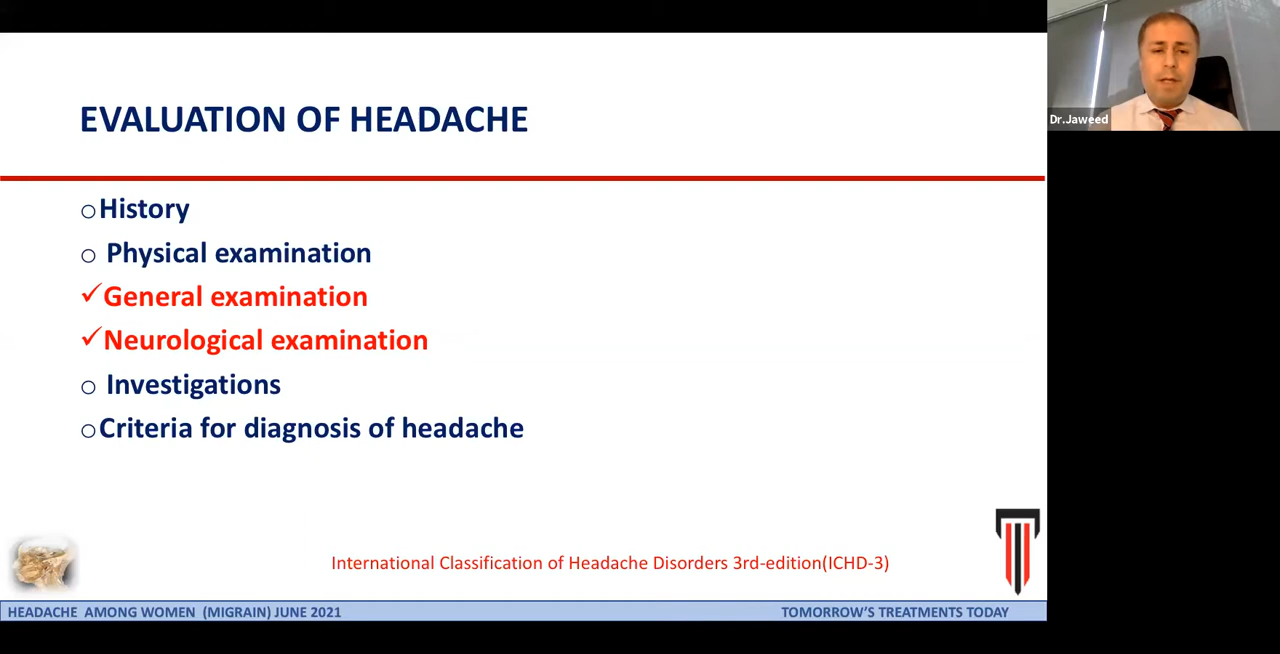 EVALUATION OF HEADACHE
Dr.Jaweed
History
Physical examination
General examination
Neurological examination
Investigations
Criteria for diagnosis of headache
International Classification of Headache Disorders 3rd-edition(ICHD-3)
HEADACHE AMONG WOMEN (MIGRAIN) JUNE 2021
TOMORROW'S TREATMENTS TODAY